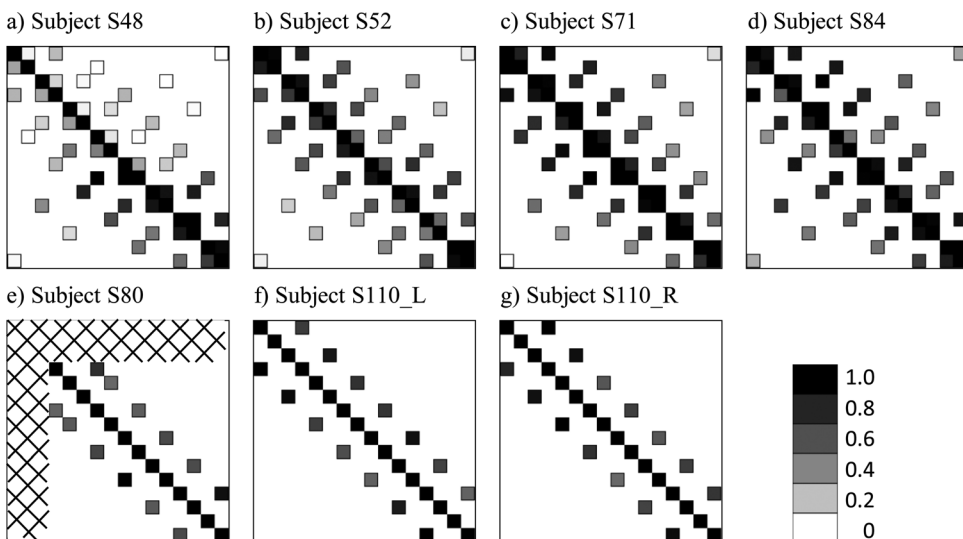 a) Subject S48
b) Subject S52
c) Subject S71
d) Subject S84
e) Subject S80
f) Subject S110_L
g) Subject S110_R
1.0
0.8
0.6
0.4
0.2
0